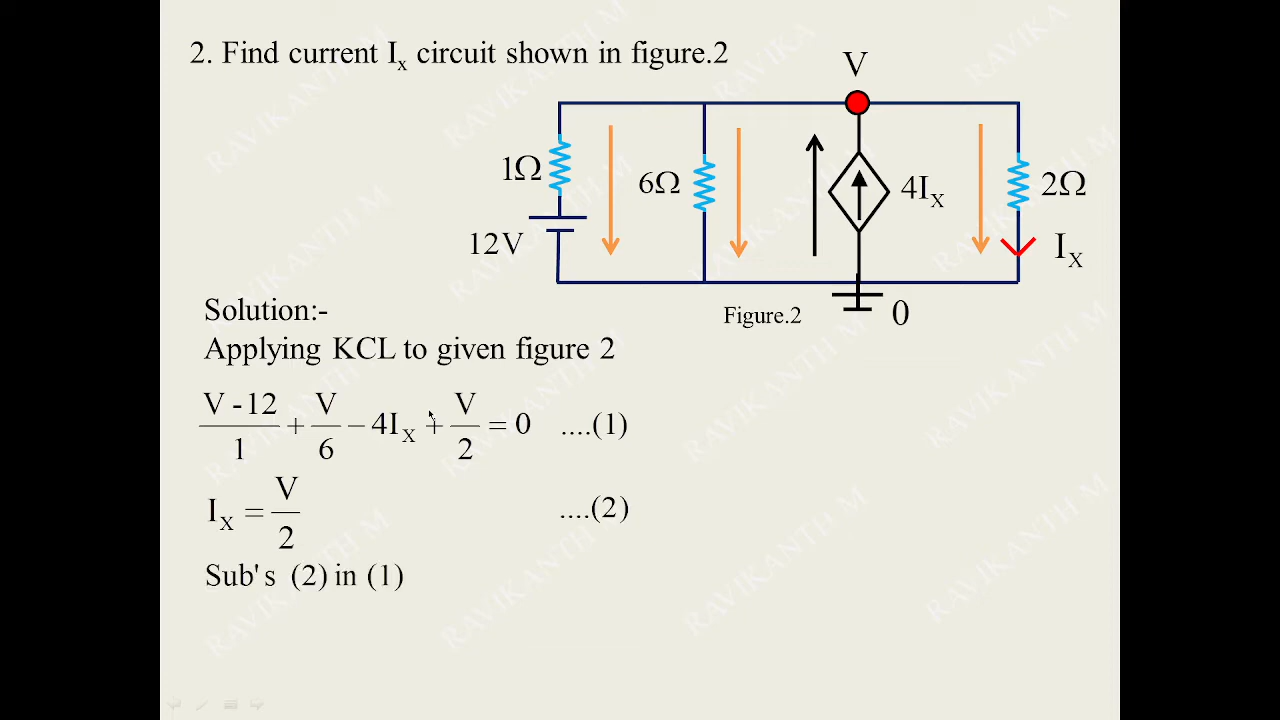 2. Find current Ix circuit shown in figure.2
V
1Ω
6Ω
4IX
2Ω
12V
IX
Figure.2
0
Solution:-
Applying KCL to given figure 2
V - 12 / 1 + V / 6 − 4IX + V / 2 = 0 ....(1)
IX = V / 2 ....(2)
Sub's (2) in (1)
RAVIKANTH M